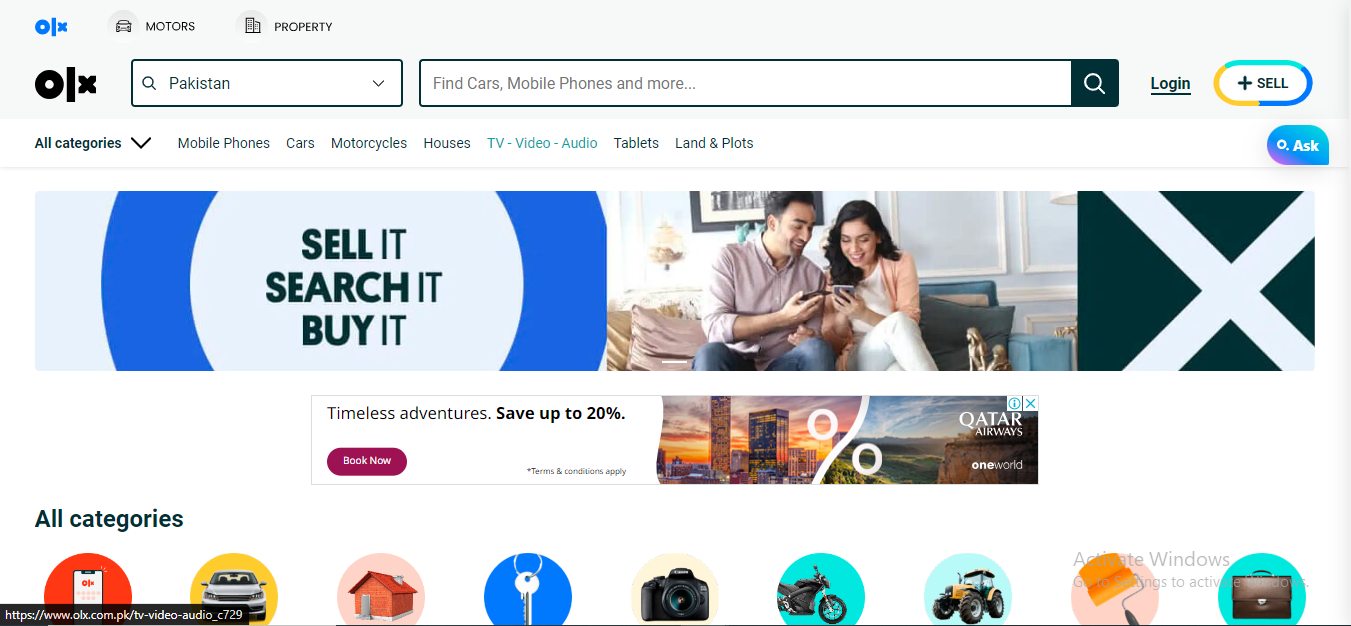 olx MOTORS PROPERTY
olx Pakistan Find Cars, Mobile Phones and more... Login + SELL
All categories Mobile Phones Cars Motorcycles Houses TV - Video - Audio Tablets Land & Plots
Ask
SELL IT
SEARCH IT
BUY IT
Timeless adventures. Save up to 20%.
Book Now
*Terms & conditions apply
%
QATAR
AIRWAYS
oneworld
All categories
olx
Canon
Activate Windows
Go to Settings to activate Windows.
https://www.olx.com.pk/tv-video-audio_c729